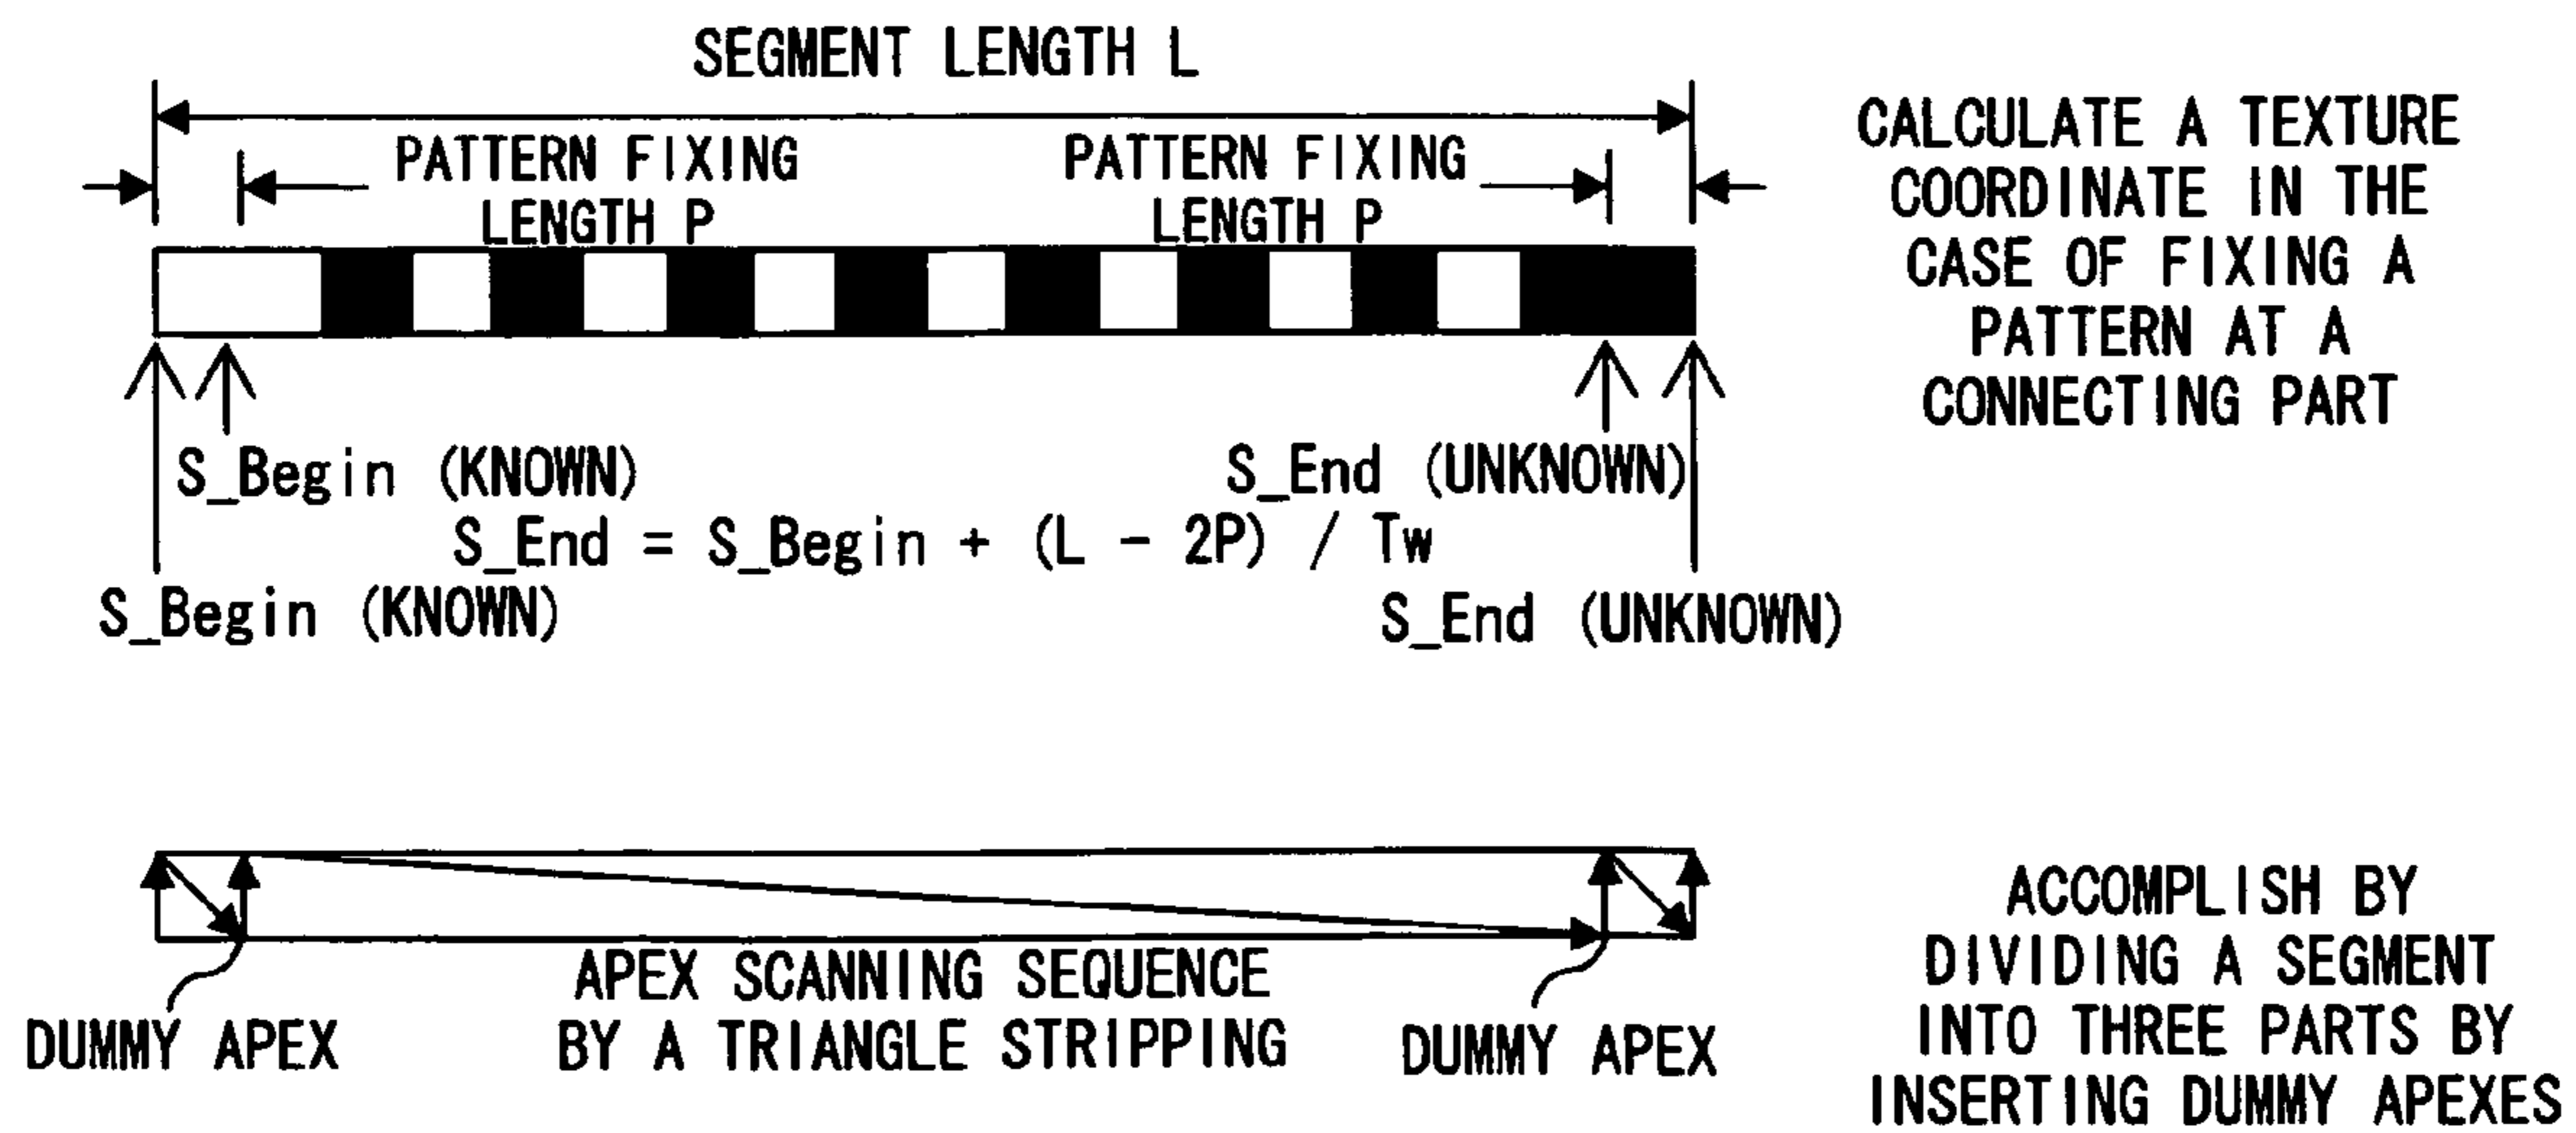 SEGMENT LENGTH L
PATTERN FIXING
LENGTH P
PATTERN FIXING
LENGTH P
CALCULATE A TEXTURE
COORDINATE IN THE
CASE OF FIXING A
PATTERN AT A
CONNECTING PART
S_Begin (KNOWN)
S_End (UNKNOWN)
S_End = S_Begin + (L - 2P) / Tw
S_Begin (KNOWN)
S_End (UNKNOWN)
APEX SCANNING SEQUENCE
BY A TRIANGLE STRIPPING
DUMMY APEX
DUMMY APEX
ACCOMPLISH BY
DIVIDING A SEGMENT
INTO THREE PARTS BY
INSERTING DUMMY APEXES